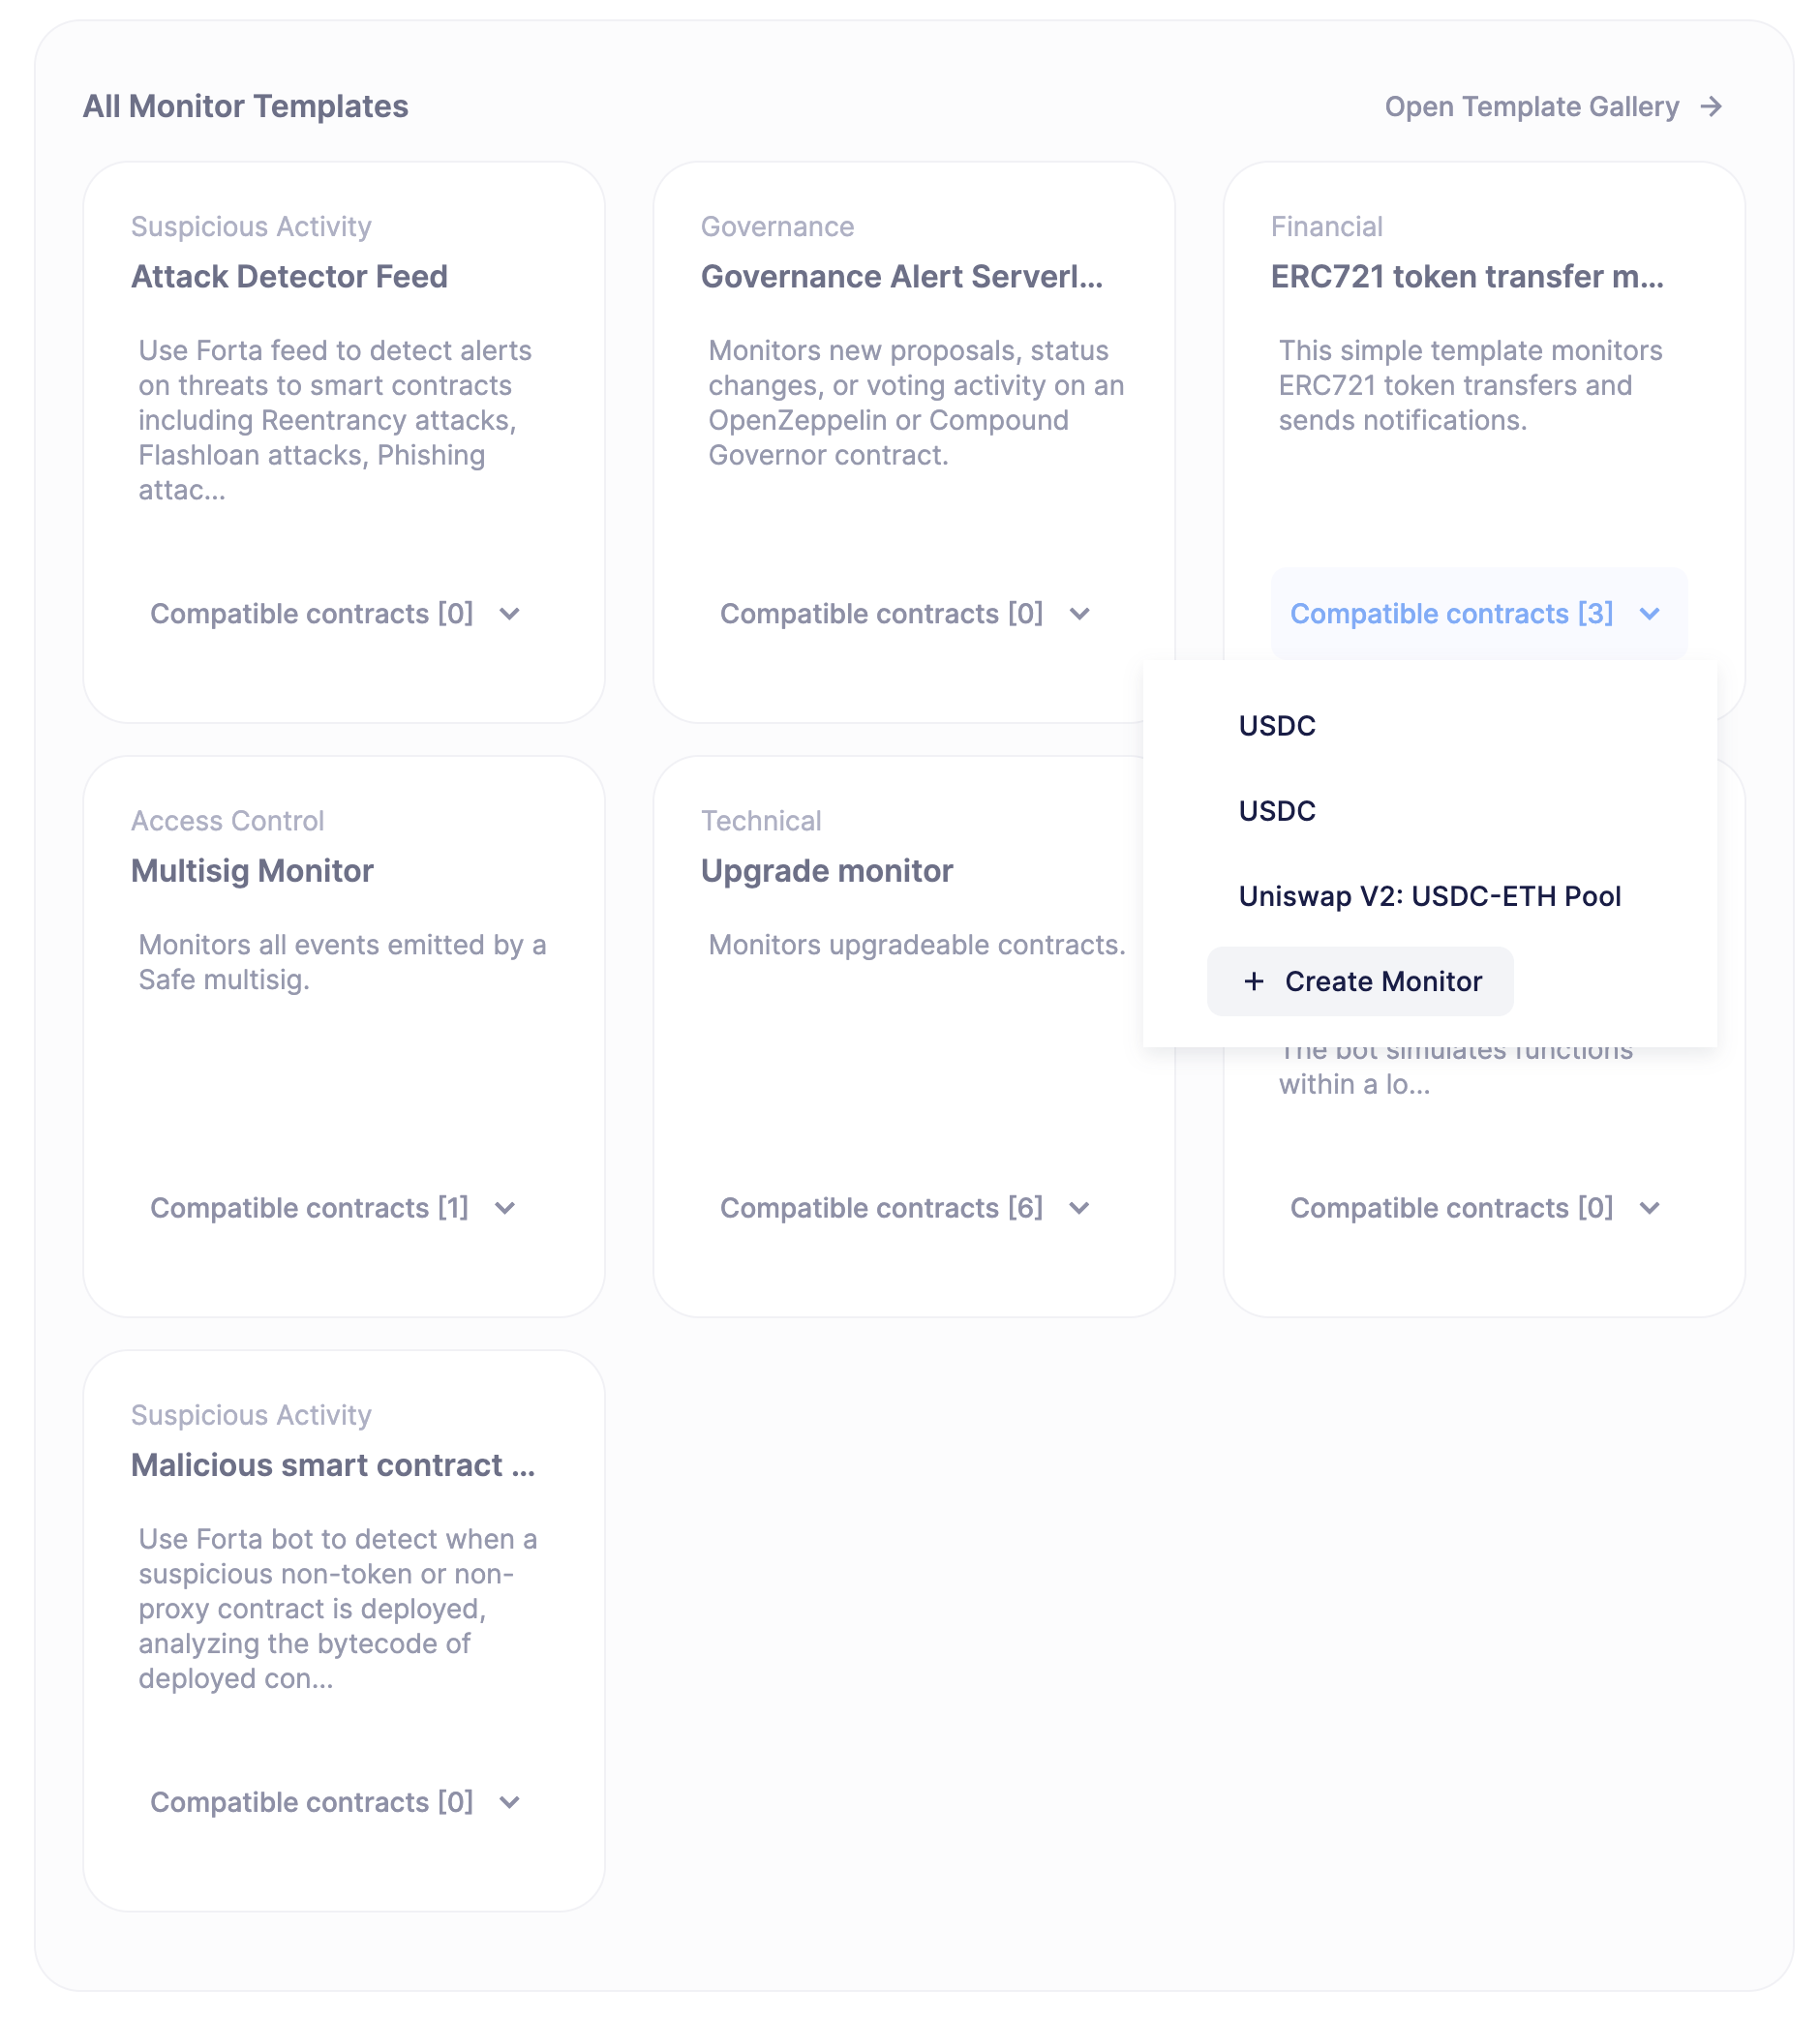 All Monitor Templates
Open Template Gallery
Suspicious Activity
Attack Detector Feed
Use Forta feed to detect alerts
on threats to smart contracts
including Reentrancy attacks,
Flashloan attacks, Phishing
attac...
Compatible contracts [0]
Governance
Governance Alert Serverl...
Monitors new proposals, status
changes, or voting activity on an
OpenZeppelin or Compound
Governor contract.
Compatible contracts [0]
Financial
ERC721 token transfer m...
This simple template monitors
ERC721 token transfers and
sends notifications.
Compatible contracts [3]
USDC
USDC
Uniswap V2: USDC-ETH Pool
+ Create Monitor
Access Control
Multisig Monitor
Monitors all events emitted by a
Safe multisig.
Compatible contracts [1]
Technical
Upgrade monitor
Monitors upgradeable contracts.
Compatible contracts [6]
The bot simulates functions
within a lo...
Compatible contracts [0]
Suspicious Activity
Malicious smart contract ...
Use Forta bot to detect when a
suspicious non-token or non-
proxy contract is deployed,
analyzing the bytecode of
deployed con...
Compatible contracts [0]